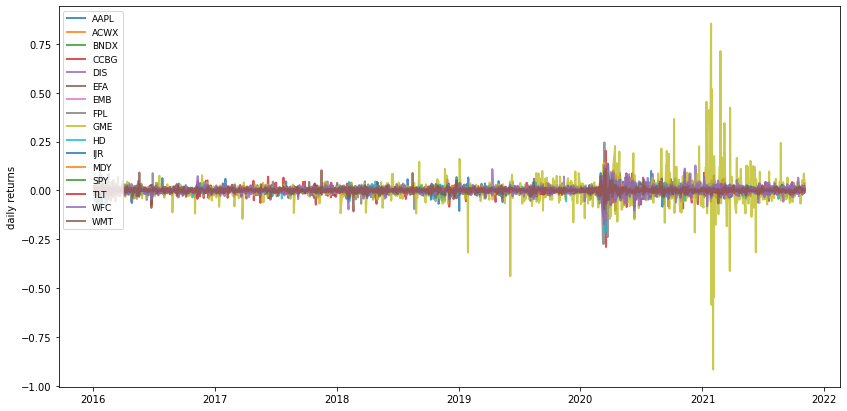 daily returns
0.75
0.50
0.25
0.00
−0.25
−0.50
−0.75
−1.00
AAPL
ACWX
BNDX
CCBG
DIS
EFA
EMB
FPL
GME
HD
IJR
MDY
SPY
TLT
WFC
WMT
2016 2017 2018 2019 2020 2021 2022